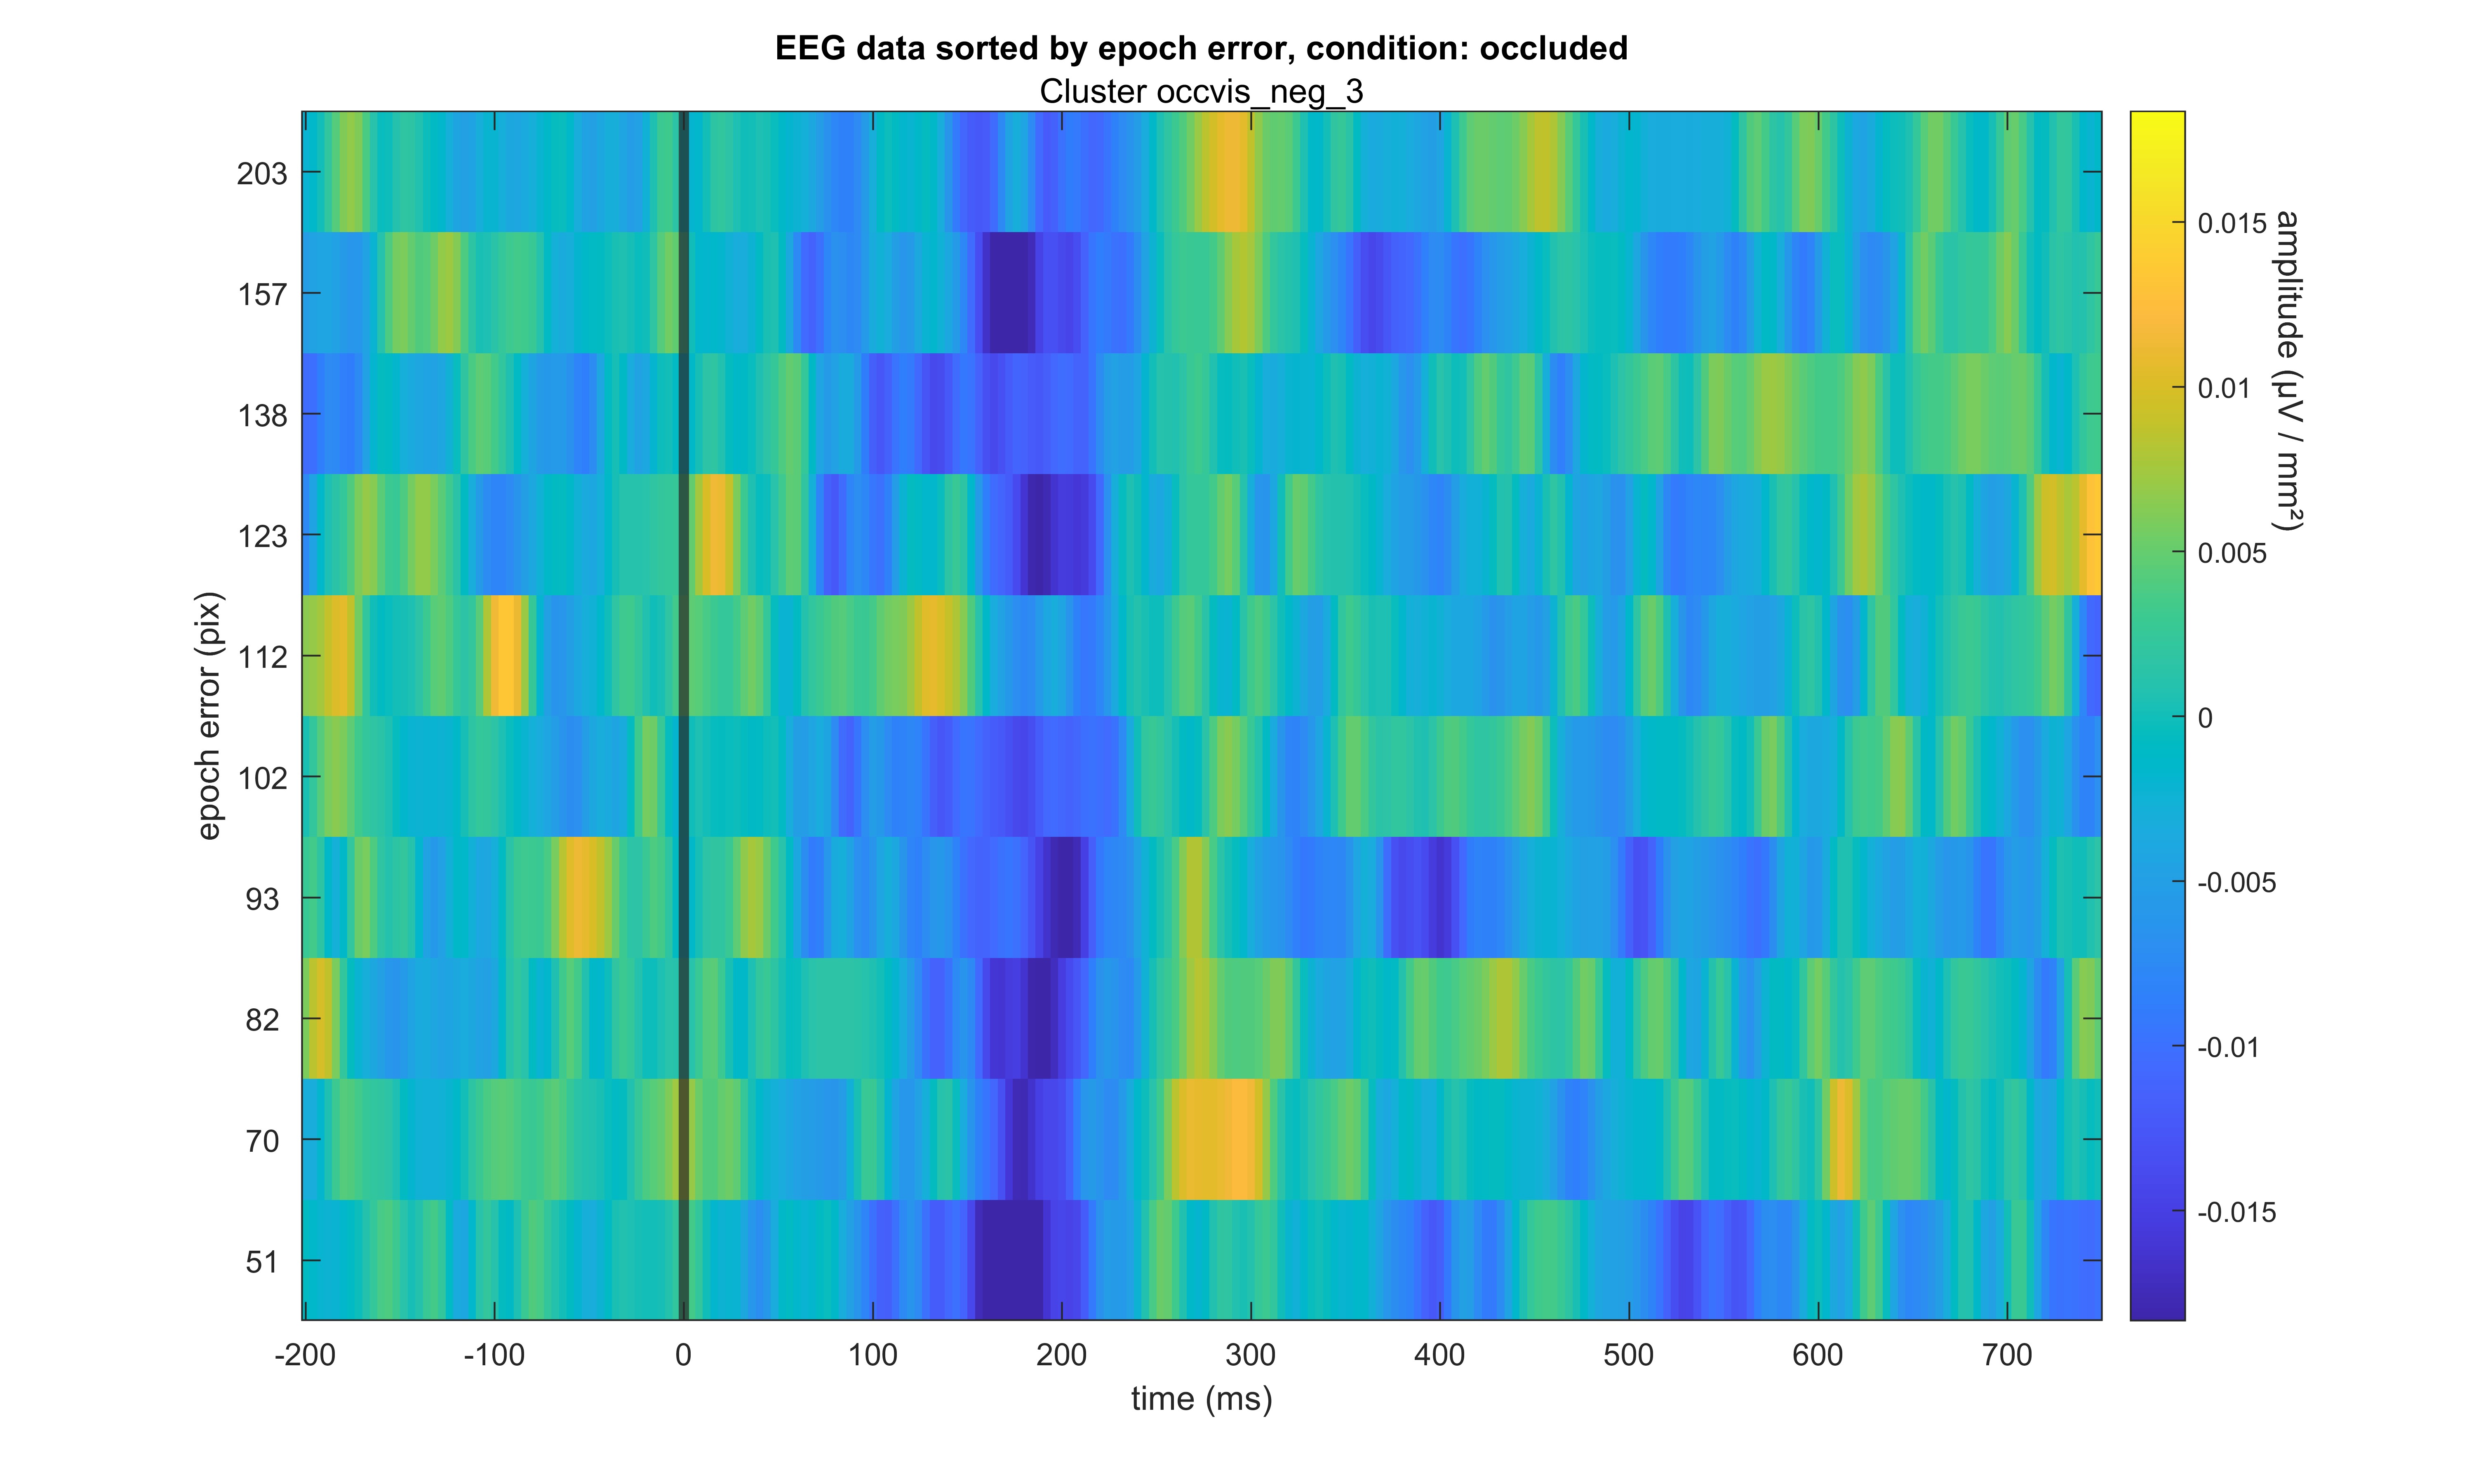 EEG data sorted by epoch error, condition: occluded
Cluster occvis_neg_3
epoch error (pix)
203
157
138
123
112
102
93
82
70
51
-200 -100 0 100 200 300 400 500 600 700
time (ms)
0.015
0.01
0.005
0
-0.005
-0.01
-0.015
amplitude (µV / mm²)